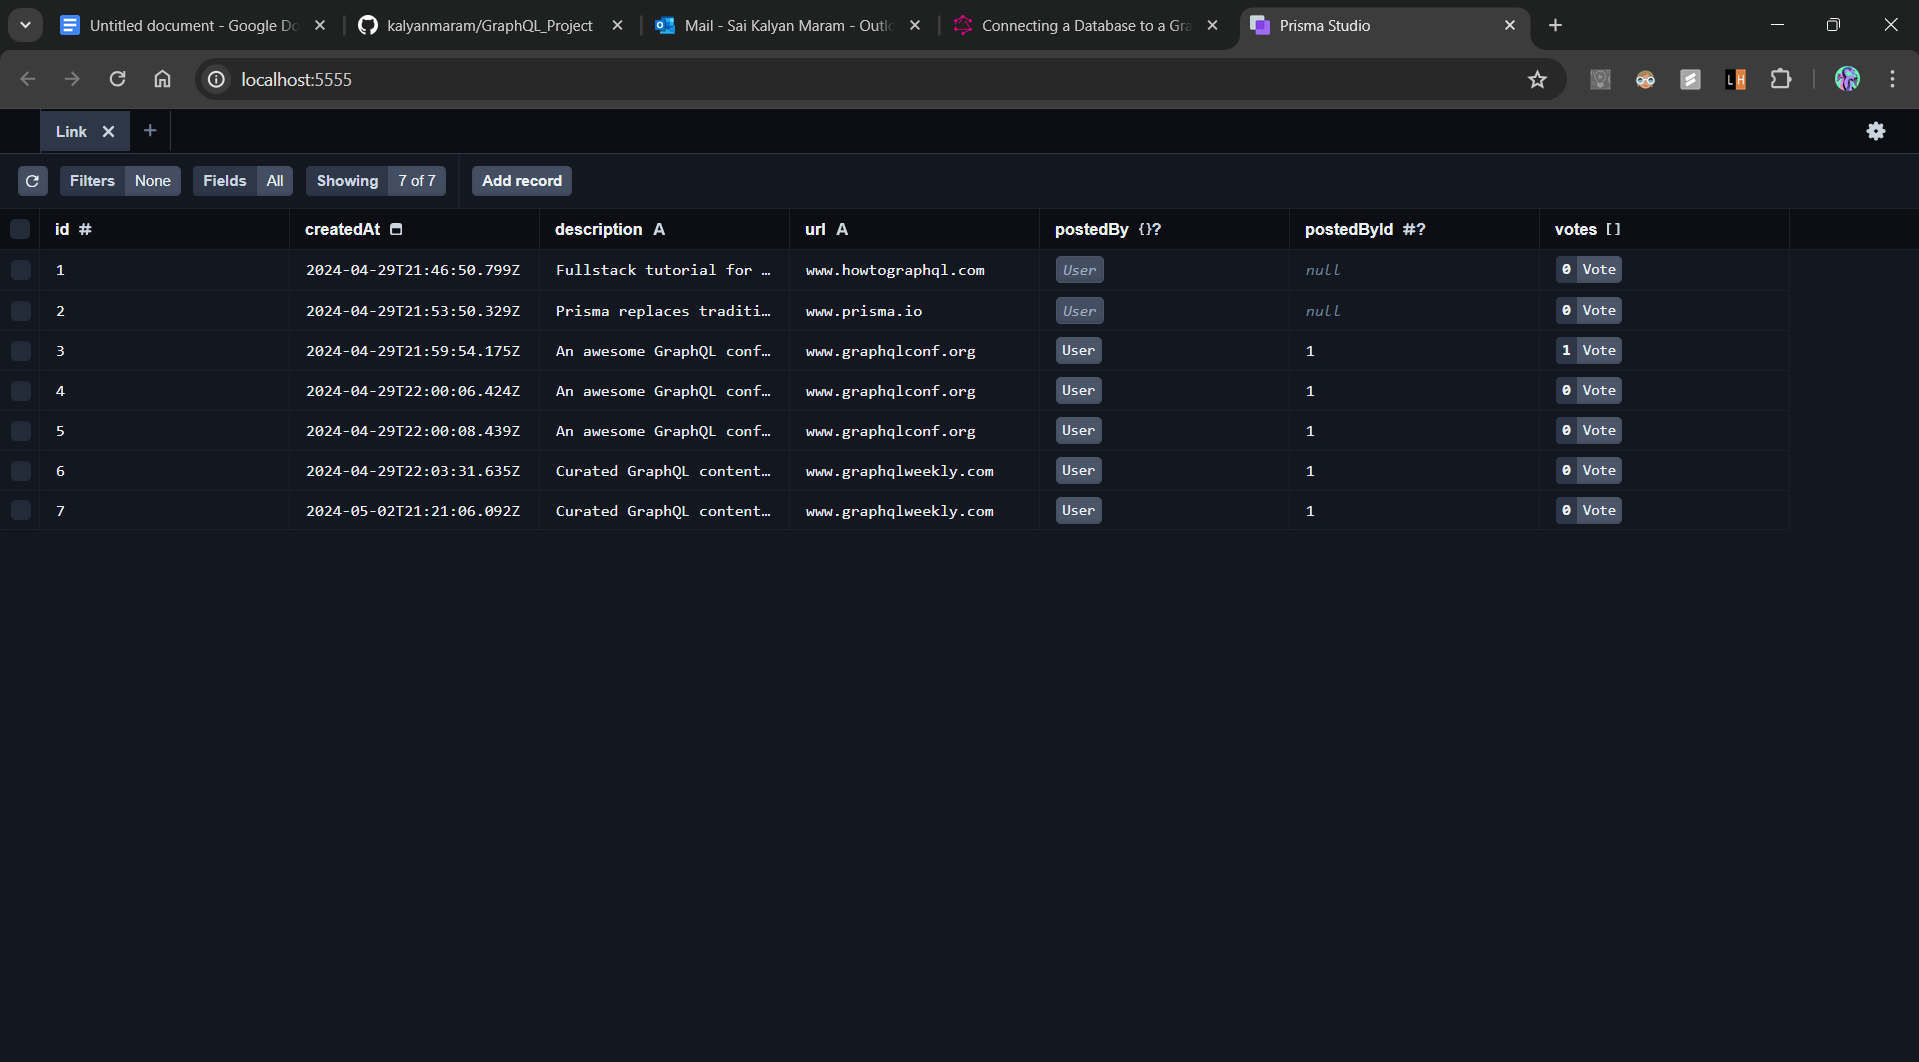 Untitled document - Google Do
kalyanmaram/GraphQL_Project
Mail - Sai Kalyan Maram - Outlo
Connecting a Database to a Gra
Prisma Studio
localhost:5555
Link
Filters None Fields All Showing 7 of 7 Add record
id # createdAt description A url A postedBy {}? postedById #? votes []
1 2024-04-29T21:46:50.799Z Fullstack tutorial for … www.howtographql.com User null 0 Vote
2 2024-04-29T21:53:50.329Z Prisma replaces traditi… www.prisma.io User null 0 Vote
3 2024-04-29T21:59:54.175Z An awesome GraphQL conf… www.graphqlconf.org User 1 1 Vote
4 2024-04-29T22:00:06.424Z An awesome GraphQL conf… www.graphqlconf.org User 1 0 Vote
5 2024-04-29T22:00:08.439Z An awesome GraphQL conf… www.graphqlconf.org User 1 0 Vote
6 2024-04-29T22:03:31.635Z Curated GraphQL content… www.graphqlweekly.com User 1 0 Vote
7 2024-05-02T21:21:06.092Z Curated GraphQL content… www.graphqlweekly.com User 1 0 Vote